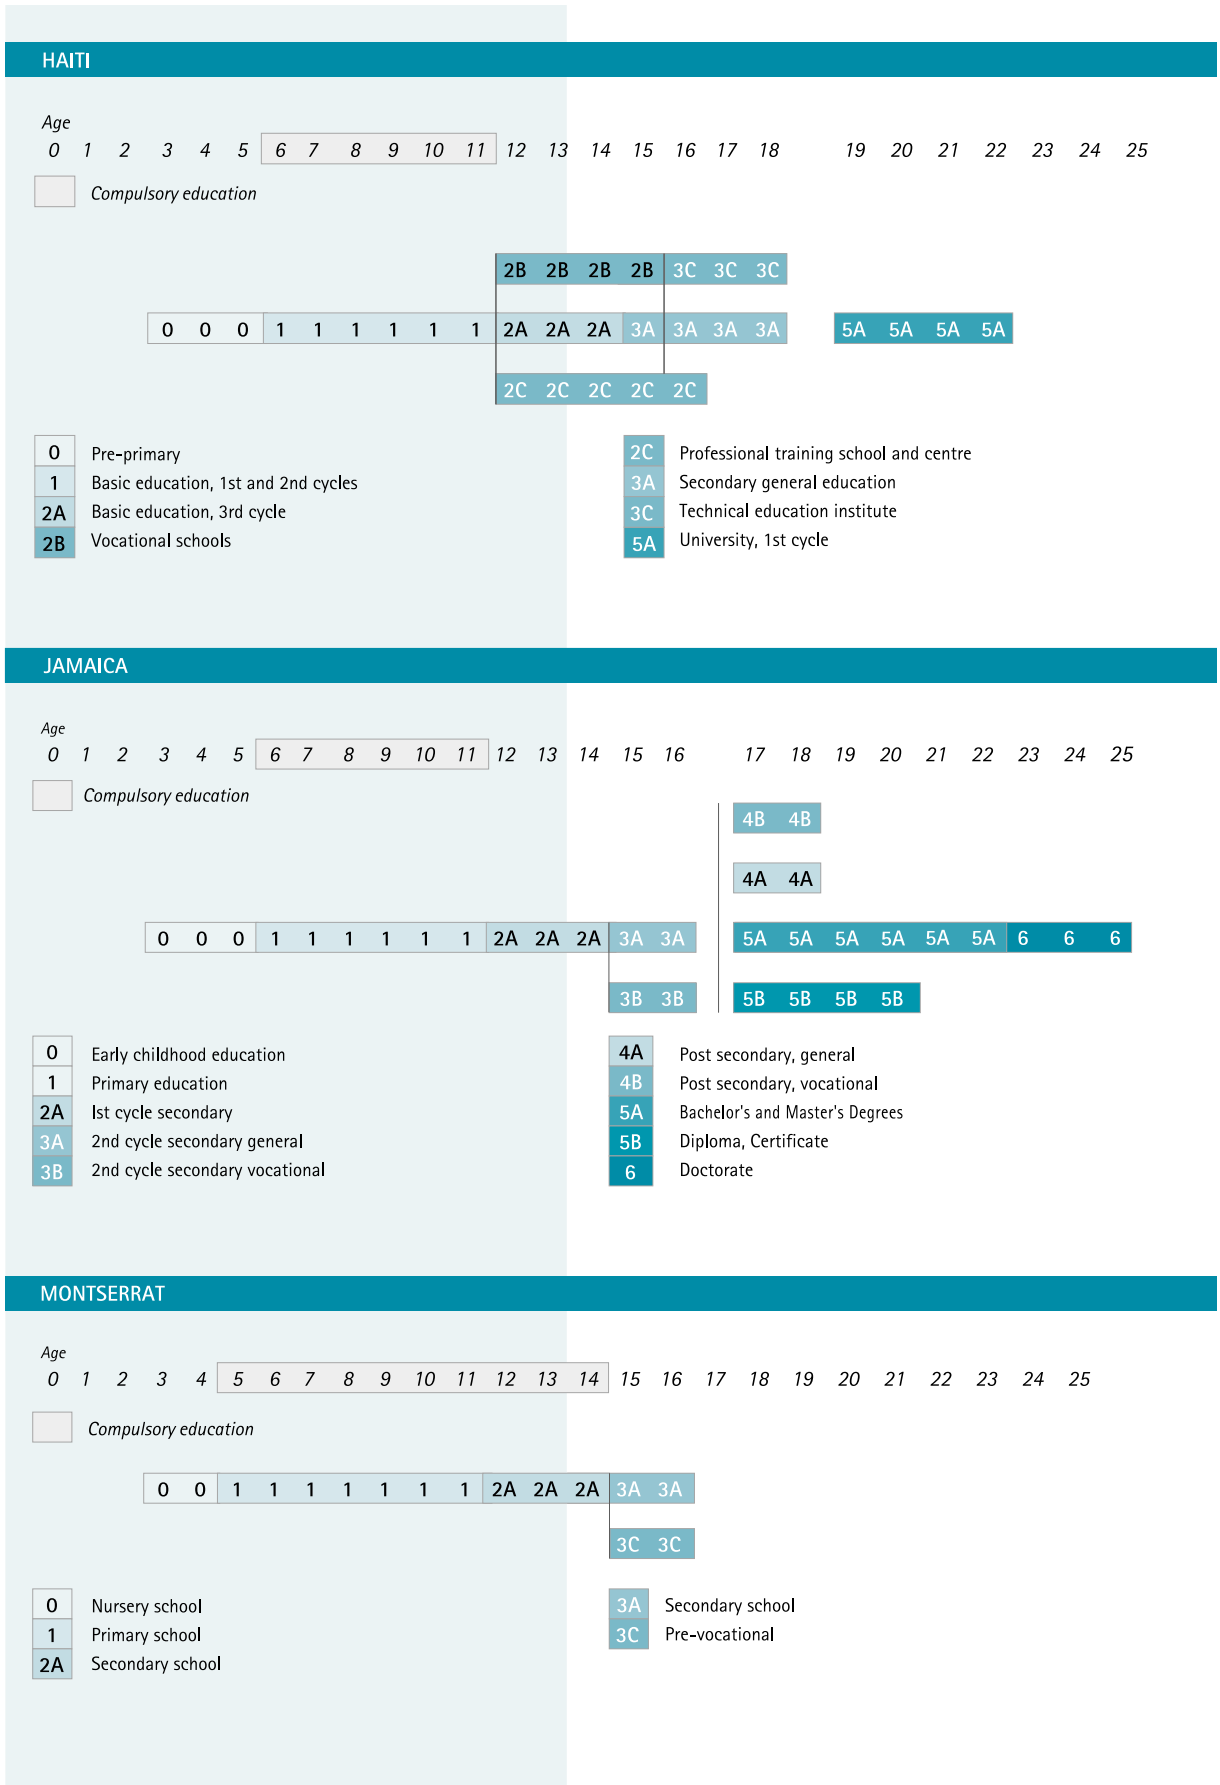 HAITI
Age
0 1 2 3 4 5 6 7 8 9 10 11 12 13 14 15 16 17 18 19 20 21 22 23 24 25
Compulsory education
2B 2B 2B 2B 3C 3C 3C
0 0 0 1 1 1 1 1 1 2A 2A 2A 3A 3A 3A 3A 5A 5A 5A 5A
2C 2C 2C 2C 2C
0 Pre-primary
1 Basic education, 1st and 2nd cycles
2A Basic education, 3rd cycle
2B Vocational schools
2C Professional training school and centre
3A Secondary general education
3C Technical education institute
5A University, 1st cycle
JAMAICA
Age
0 1 2 3 4 5 6 7 8 9 10 11 12 13 14 15 16 17 18 19 20 21 22 23 24 25
Compulsory education
4B 4B
4A 4A
0 0 0 1 1 1 1 1 1 2A 2A 2A 3A 3A 5A 5A 5A 5A 5A 5A 6 6 6
3B 3B 5B 5B 5B 5B
0 Early childhood education
1 Primary education
2A Ist cycle secondary
3A 2nd cycle secondary general
3B 2nd cycle secondary vocational
4A Post secondary, general
4B Post secondary, vocational
5A Bachelor's and Master's Degrees
5B Diploma, Certificate
6 Doctorate
MONTSERRAT
Age
0 1 2 3 4 5 6 7 8 9 10 11 12 13 14 15 16 17 18 19 20 21 22 23 24 25
Compulsory education
0 0 1 1 1 1 1 1 1 2A 2A 2A 3A 3A
3C 3C
0 Nursery school
1 Primary school
2A Secondary school
3A Secondary school
3C Pre-vocational